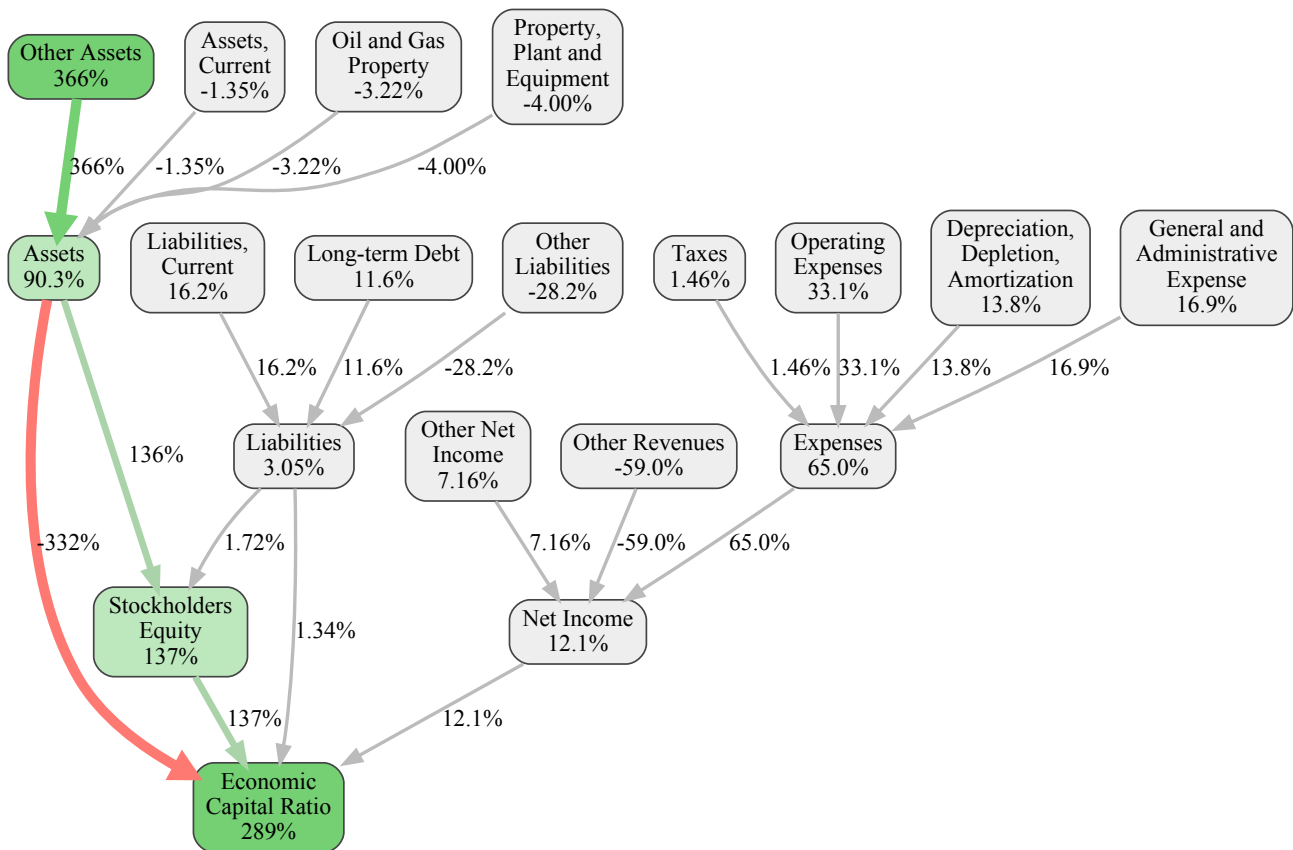 Other Assets
366%
Assets,
Current
-1.35%
Oil and Gas
Property
-3.22%
Property,
Plant and
Equipment
-4.00%
366%
-1.35%
-3.22%
-4.00%
Assets
90.3%
Liabilities,
Current
16.2%
Long-term Debt
11.6%
Other
Liabilities
-28.2%
Taxes
1.46%
Operating
Expenses
33.1%
Depreciation,
Depletion,
Amortization
13.8%
General and
Administrative
Expense
16.9%
16.2%
11.6%
-28.2%
1.46%
33.1%
13.8%
16.9%
136%
Liabilities
3.05%
Other Net
Income
7.16%
Other Revenues
-59.0%
Expenses
65.0%
-332%
1.72%
1.34%
7.16%
-59.0%
65.0%
Stockholders
Equity
137%
Net Income
12.1%
137%
12.1%
Economic
Capital Ratio
289%